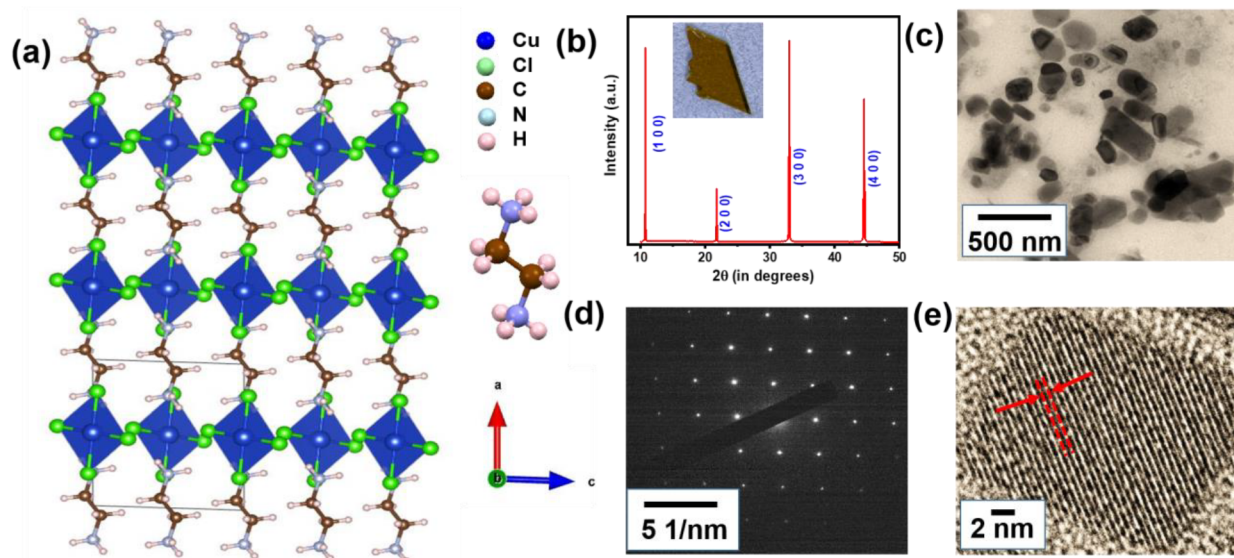 (a)
Cu
Cl
C
N
H
a
b
c
(b)
Intensity (a.u.)
(1 0 0)
(2 0 0)
(3 0 0)
(4 0 0)
10 20 30 40 50
2θ (in degrees)
(c)
500 nm
(d)
5 1/nm
(e)
2 nm